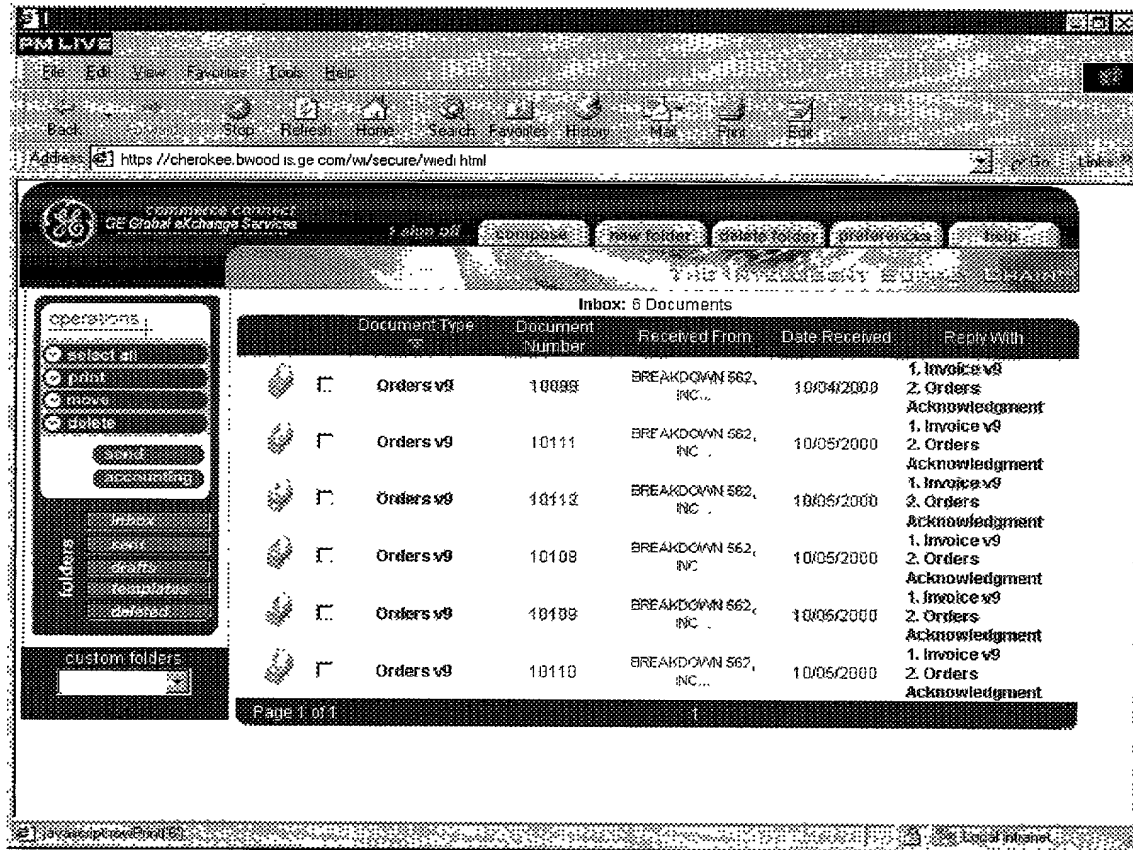 PM LIVE
File Edit View Favorites Tools Help
Back Stop Refresh Home Search Favorites History Mail Print Edit
Address https //cherokee.bwood is.ge com/wi/secure/wiedi html Go Links
commerce connect
GE Global eXchange Services
sign off compose new folder delete folder preferences help
Inbox: 6 Documents
operations
select all
print
move
delete
send
accounting
folders
inbox
sent
drafts
templates
deleted
custom folders
Document Type Document Number Received From Date Received Reply With
Orders v9 10099 BREAKDOWN 562, INC... 10/04/2000 1. Invoice v9
2. Orders Acknowledgment
Orders v9 10111 BREAKDOWN 562, INC... 10/05/2000 1. Invoice v9
2. Orders Acknowledgment
Orders v9 10112 BREAKDOWN 562, INC... 10/05/2000 1. Invoice v9
2. Orders Acknowledgment
Orders v9 10108 BREAKDOWN 562, INC... 10/05/2000 1. Invoice v9
2. Orders Acknowledgment
Orders v9 10109 BREAKDOWN 562, INC... 10/05/2000 1. Invoice v9
2. Orders Acknowledgment
Orders v9 10110 BREAKDOWN 562, INC... 10/05/2000 1. Invoice v9
2. Orders Acknowledgment
Page 1 of 1 1
Local intranet